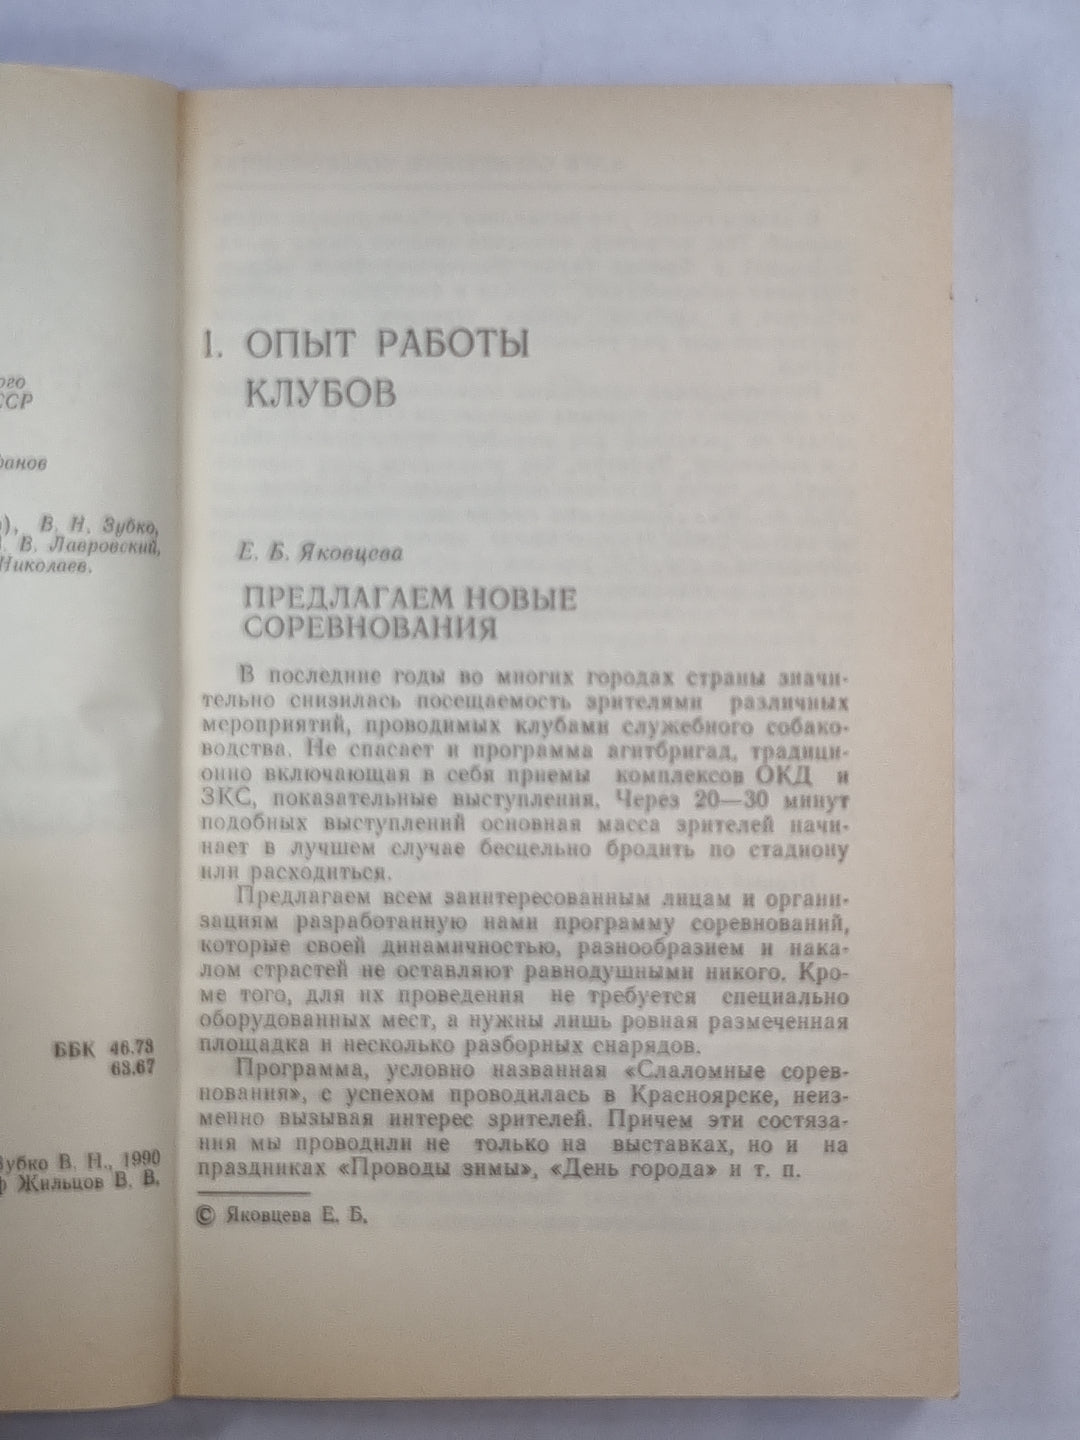 ого
ССР
фанов
), В. Н. Зубко,
В. Лавровский,
Николаев.
ББК 46.73
63.67
Зубко В. Н., 1990
ф Жильцов В. В.
1. ОПЫТ РАБОТЫ
КЛУБОВ
Е. Б. Яковцева
ПРЕДЛАГАЕМ НОВЫЕ
СОРЕВНОВАНИЯ
В последние годы во многих городах страны значи-
тельно снизилась посещаемость зрителями различных
мероприятий, проводимых клубами служебного собако-
водства. Не спасает и программа агитбригад, традици-
онно включающая в себя приемы комплексов ОКД и
ЗКС, показательные выступления. Через 20—30 минут
подобных выступлений основная масса зрителей начи-
нает в лучшем случае бесцельно бродить по стадиону
или расходиться.
Предлагаем всем заинтересованным лицам и органи-
зациям разработанную нами программу соревнований,
которые своей динамичностью, разнообразием и нака-
лом страстей не оставляют равнодушными никого. Кро-
ме того, для их проведения не требуется специально
оборудованных мест, а нужны лишь ровная размеченная
площадка и несколько разборных снарядов.
Программа, условно названная «Слаломные сорев-
нования», с успехом проводилась в Красноярске, неиз-
менно вызывая интерес зрителей. Причем эти состяза-
ния мы проводили не только на выставках, но и на
праздниках «Проводы зимы», «День города» и т. п.
© Яковцева Е. Б.